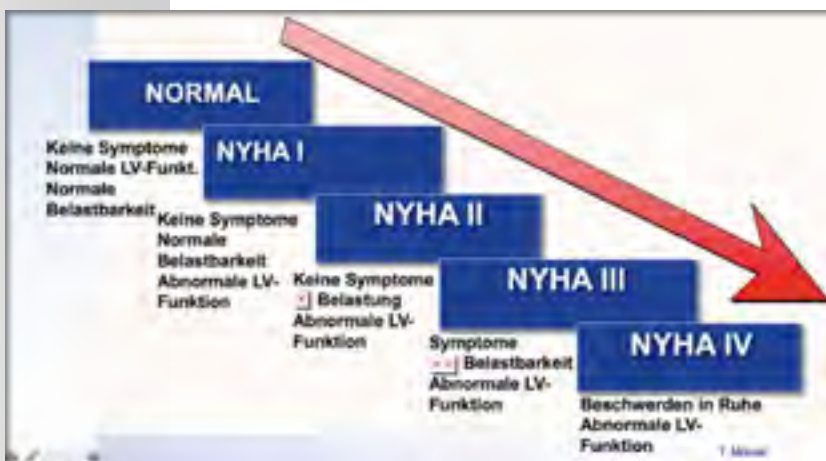 NORMAL
Keine Symptome
Normale LV-Funkt.
Normale
Belastbarkeit
NYHA I
Keine Symptome
Normale
Belastbarkeit
Abnormale LV-
Funktion
NYHA II
Keine Symptome
Belastung
Abnormale LV-
Funktion
NYHA III
Symptome
Belastbarkeit
Abnormale LV-
Funktion
NYHA IV
Beschwerden in Ruhe
Abnormale LV-
Funktion